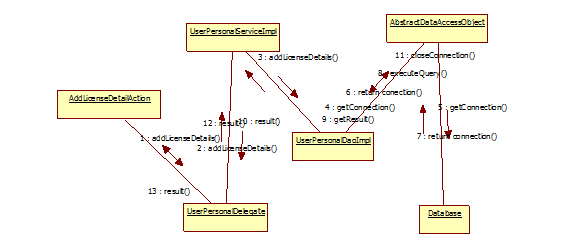 AbstractDataAccessObject
UserPersonalServiceImpl
11 : closeConnection()
3 : addLicenseDetails()
8 : executeQuery()
6 : return conection()
AddLicenseDetailAction
4 : getConnection()
5 : getConnection()
12 : result()
10 : result()
9 : getResult()
1 : addLicenseDetails()
7 : return connection()
UserPersonalDaoImpl
2 : addLicenseDetails()
13 : result()
UserPersonalDelegate
Database